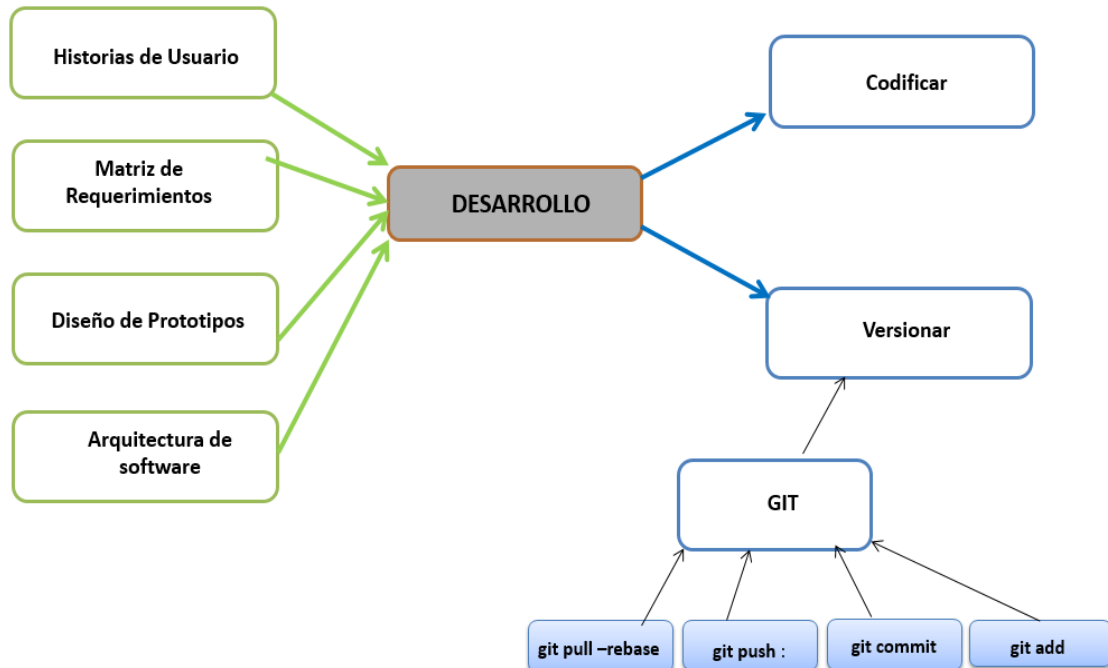 Historias de Usuario
Codificar
Matriz de
Requerimientos
DESARROLLO
Diseño de Prototipos
Versionar
Arquitectura de
software
GIT
git pull –rebase
git push :
git commit
git add